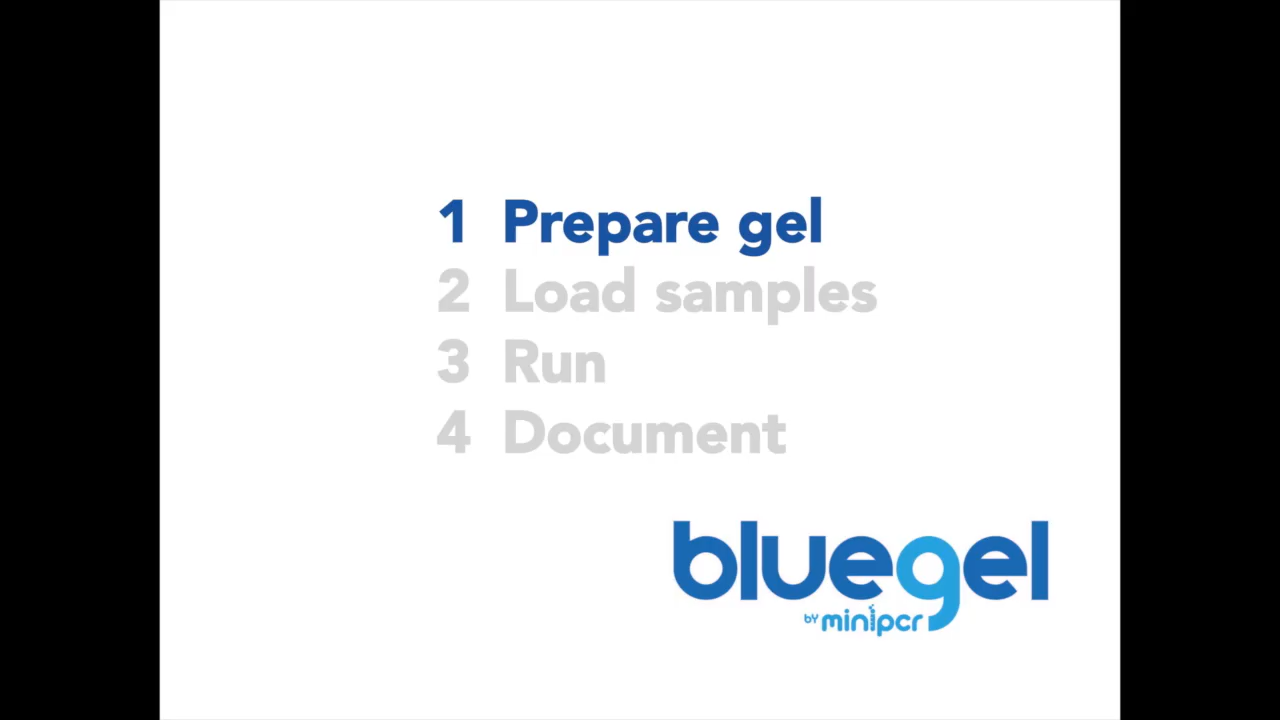 1 Prepare gel
2 Load samples
3 Run
4 Document
bluegel
by minipcr